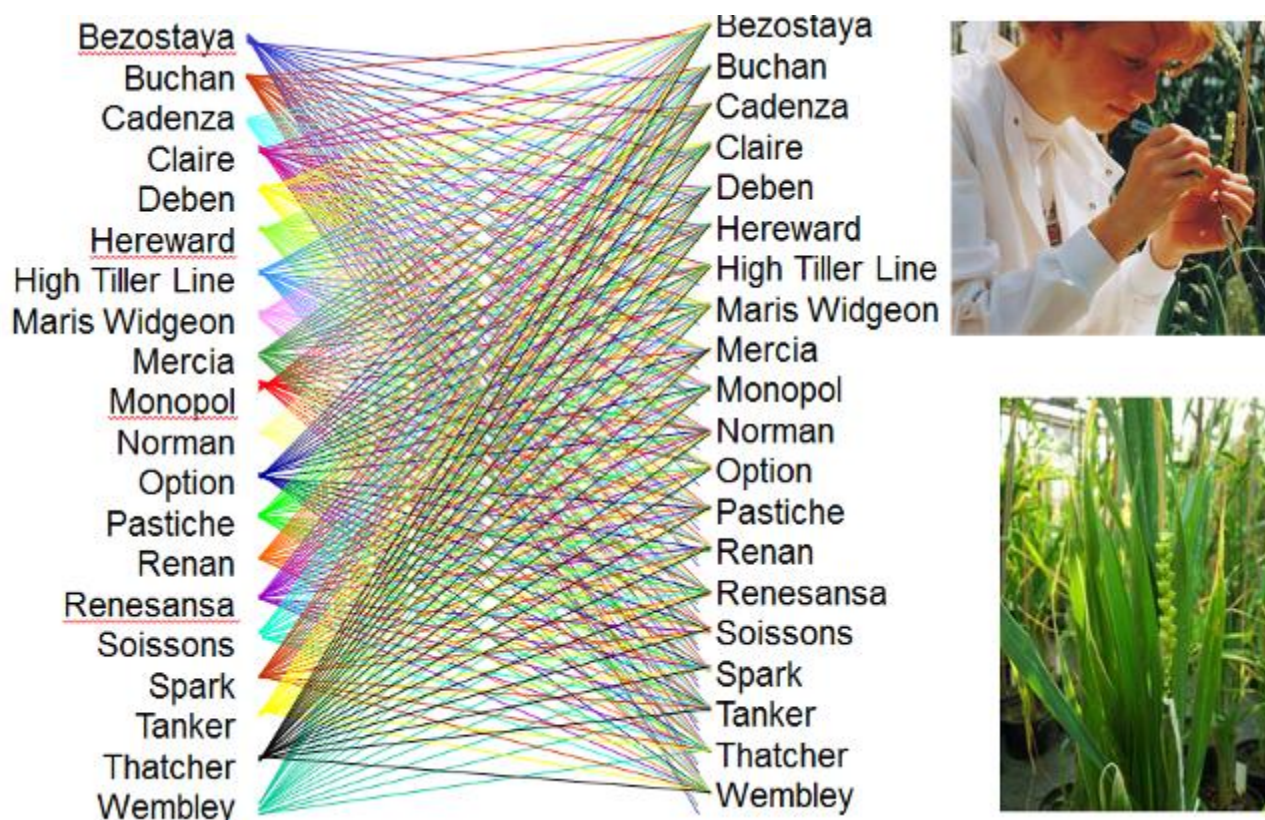 Bezostaya
Buchan
Cadenza
Claire
Deben
Hereward
High Tiller Line
Maris Widgeon
Mercia
Monopol
Norman
Option
Pastiche
Renan
Renesansa
Soissons
Spark
Tanker
Thatcher
Wembley
Bezostaya
Buchan
Cadenza
Claire
Deben
Hereward
High Tiller Line
Maris Widgeon
Mercia
Monopol
Norman
Option
Pastiche
Renan
Renesansa
Soissons
Spark
Tanker
Thatcher
Wembley